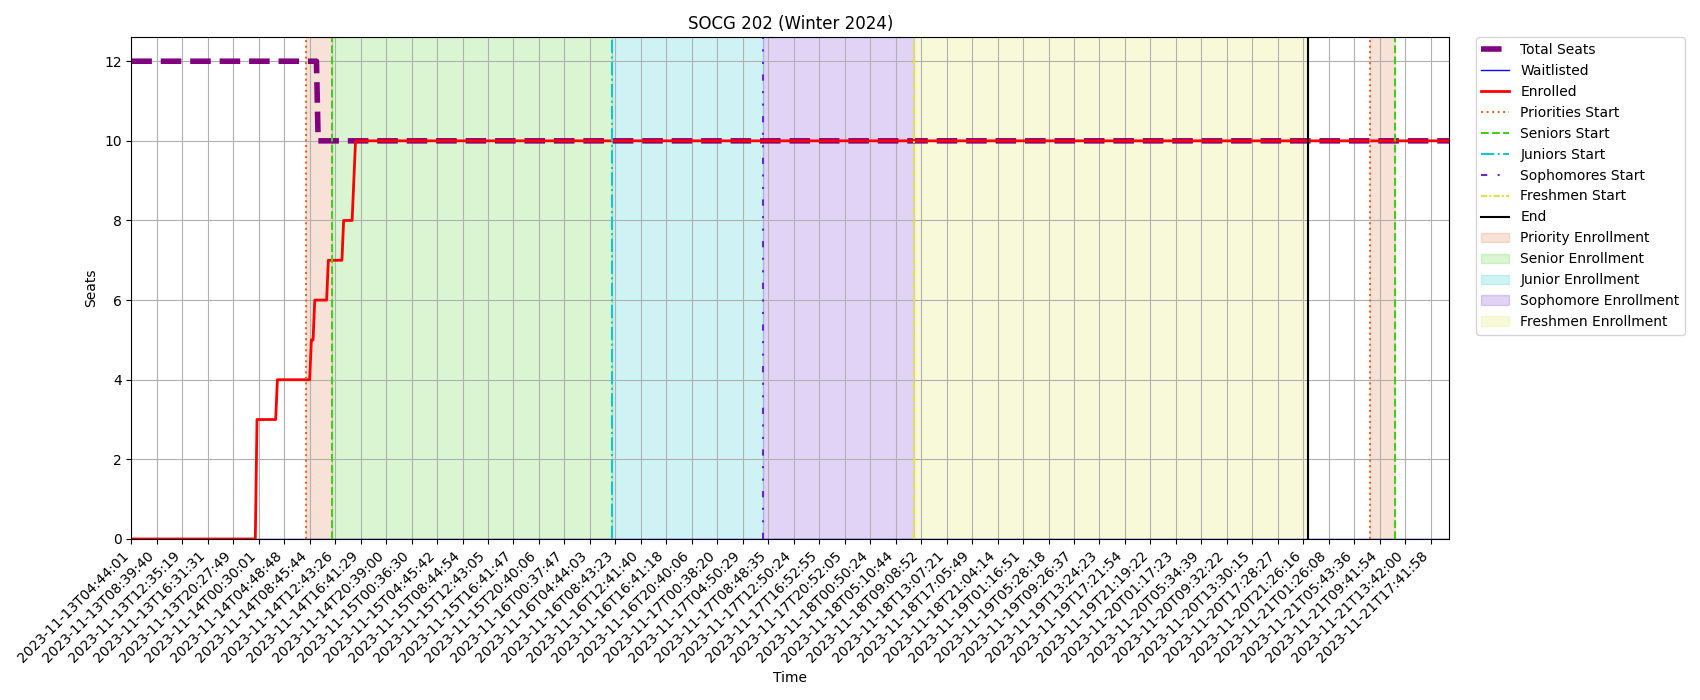 SOCG 202 (Winter 2024)
12
10
8
6
4
2
0
Seats
2023-11-13T04:44:01
2023-11-13T08:39:40
2023-11-13T12:35:19
2023-11-13T16:31:31
2023-11-13T20:27:49
2023-11-14T00:30:01
2023-11-14T04:48:48
2023-11-14T08:45:44
2023-11-14T12:43:26
2023-11-14T16:41:29
2023-11-14T20:39:00
2023-11-15T00:36:30
2023-11-15T04:45:42
2023-11-15T08:44:54
2023-11-15T12:43:05
2023-11-15T16:41:47
2023-11-15T20:40:06
2023-11-16T00:37:47
2023-11-16T04:44:03
2023-11-16T08:43:23
2023-11-16T12:41:40
2023-11-16T16:41:18
2023-11-16T20:40:06
2023-11-17T00:38:20
2023-11-17T04:50:29
2023-11-17T08:48:35
2023-11-17T12:50:24
2023-11-17T16:52:55
2023-11-17T20:52:05
2023-11-18T00:50:24
2023-11-18T05:10:44
2023-11-18T09:08:52
2023-11-18T13:07:21
2023-11-18T17:05:49
2023-11-18T21:04:14
2023-11-19T01:16:51
2023-11-19T05:28:18
2023-11-19T09:26:37
2023-11-19T13:24:23
2023-11-19T17:21:54
2023-11-19T21:19:22
2023-11-20T01:17:23
2023-11-20T05:34:39
2023-11-20T09:32:22
2023-11-20T13:30:15
2023-11-20T17:28:27
2023-11-20T21:26:16
2023-11-21T01:26:08
2023-11-21T05:43:36
2023-11-21T09:41:54
2023-11-21T13:42:00
2023-11-21T17:41:58
Time
Total Seats
Waitlisted
Enrolled
Priorities Start
Seniors Start
Juniors Start
Sophomores Start
Freshmen Start
End
Priority Enrollment
Senior Enrollment
Junior Enrollment
Sophomore Enrollment
Freshmen Enrollment